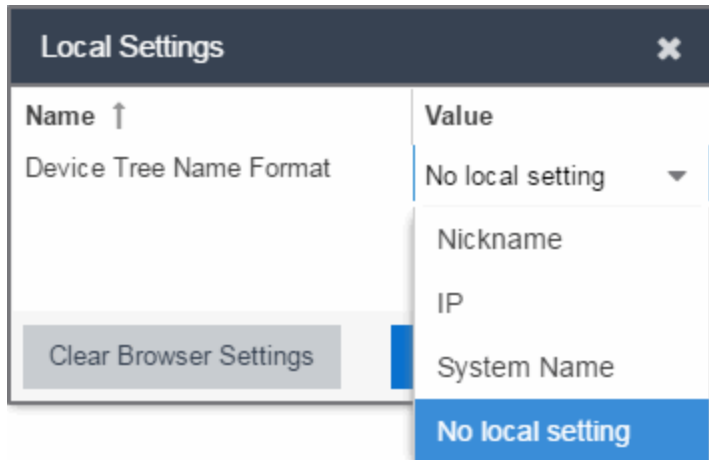 Local Settings
Name ↑ Value
Device Tree Name Format No local setting
Nickname
IP
Clear Browser Settings System Name
No local setting